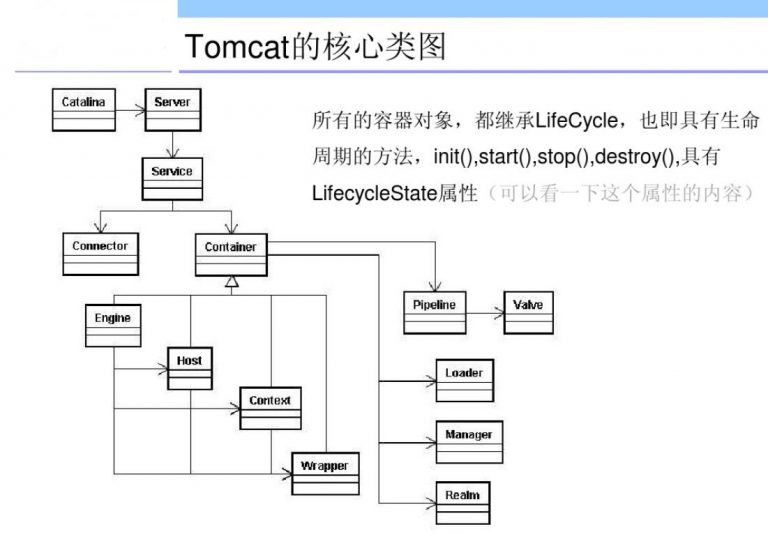 Tomcat的核心类图
Catalina
Server
所有的容器对象，都继承LifeCycle，也即具有生命
周期的方法，init(),start(),stop(),destroy(),具有
LifecycleState属性（可以看一下这个属性的内容）
Service
Connector
Container
Engine
Pipeline
Valve
Host
Loader
Context
Manager
Wrapper
Realm